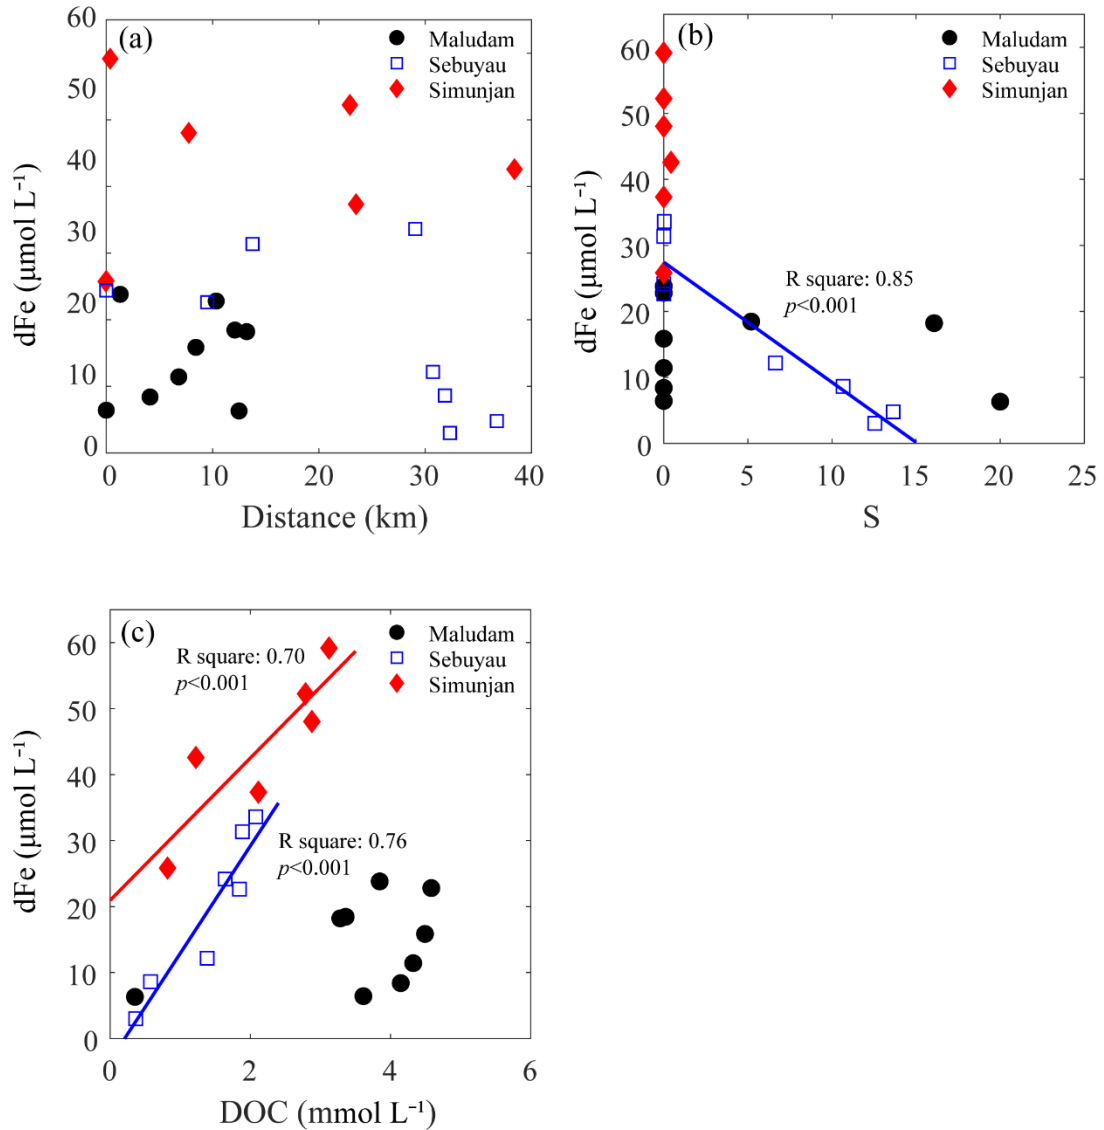 (a)
Maludam
Sebuyau
Simunjan
60
50
40
30
20
10
0
dFe (μmol L⁻¹)
0 10 20 30 40
Distance (km)
(b)
Maludam
Sebuyau
Simunjan
R square: 0.85
p<0.001
60
50
40
30
20
10
0
dFe (μmol L⁻¹)
0 5 10 15 20 25
S
(c)
Maludam
Sebuyau
Simunjan
R square: 0.70
p<0.001
R square: 0.76
p<0.001
60
50
40
30
20
10
0
dFe (μmol L⁻¹)
0 2 4 6
DOC (mmol L⁻¹)